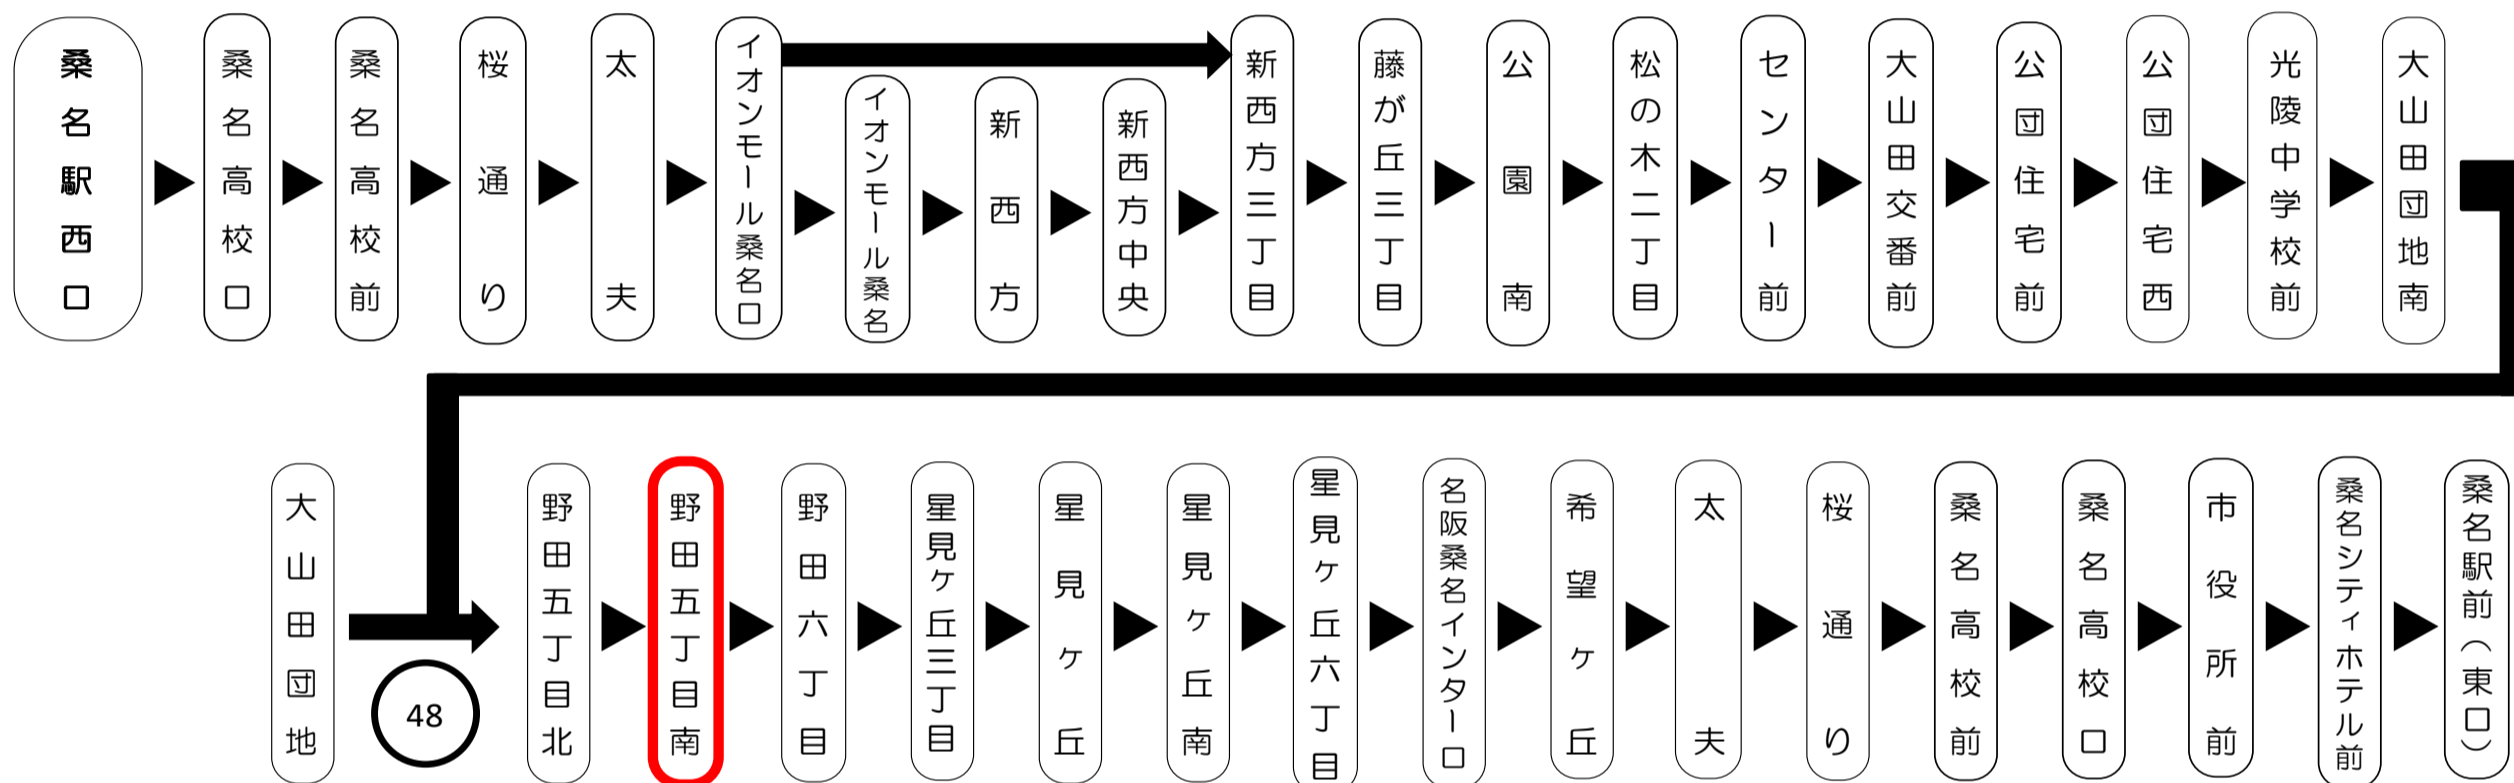 桑名駅西口
桑名高校口
桑名高校前
桜通り
太夫
イオンモール桑名口
イオンモール桑名
新西方
新西方中央
新西方三丁目
藤が丘三丁目
公園南
松の木二丁目
センター前
大山田交番前
公団住宅前
公団住宅西
光陵中学校前
大山田団地南
大山田団地
48
野田五丁目北
野田五丁目南
野田六丁目
星見ヶ丘三丁目
星見ヶ丘
星見ヶ丘南
星見ヶ丘六丁目
名阪桑名インター口
希望ヶ丘
太夫
桜通り
桑名高校前
桑名高校口
市役所前
桑名シティホテル前
桑名駅前（東口）